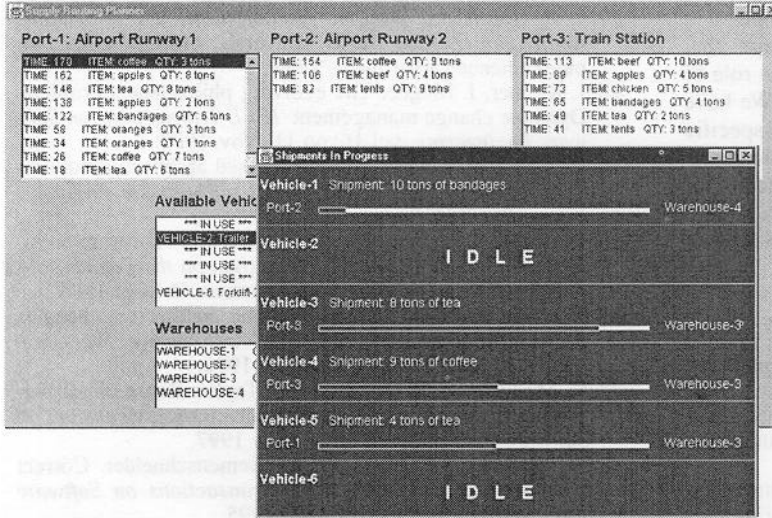 Supply Routing Planner
Port-1: Airport Runway 1
TIME: 170 ITEM: coffee QTY: 3 tons
TIME: 162 ITEM: apples QTY: 8 tons
TIME: 146 ITEM: tea QTY: 8 tons
TIME: 138 ITEM: apples QTY: 2 tons
TIME: 122 ITEM: bandages QTY: 6 tons
TIME: 58 ITEM: oranges QTY: 3 tons
TIME: 34 ITEM: oranges QTY: 1 tons
TIME: 26 ITEM: coffee QTY: 7 tons
TIME: 18 ITEM: tea QTY: 6 tons
Port-2: Airport Runway 2
TIME: 154 ITEM: coffee QTY: 9 tons
TIME: 106 ITEM: beef QTY: 4 tons
TIME: 82 ITEM: tents QTY: 9 tons
Port-3: Train Station
TIME: 113 ITEM: beef QTY: 10 tons
TIME: 89 ITEM: apples QTY: 4 tons
TIME: 73 ITEM: chicken QTY: 5 tons
TIME: 65 ITEM: bandages QTY: 4 tons
TIME: 49 ITEM: tea QTY: 2 tons
TIME: 41 ITEM: tents QTY: 3 tons
Available Vehic
*** IN USE ***
VEHICLE-2: Trailer
*** IN USE ***
*** IN USE ***
*** IN USE ***
VEHICLE-6: Forklift-
Warehouses
WAREHOUSE-1
WAREHOUSE-2
WAREHOUSE-3
WAREHOUSE-4
Shipments In Progress
Vehicle-1 Shipment: 10 tons of bandages
Port-2 Warehouse-4
Vehicle-2
I D L E
Vehicle-3 Shipment: 8 tons of tea
Port-3 Warehouse-3
Vehicle-4 Shipment: 9 tons of coffee
Port-3 Warehouse-3
Vehicle-5 Shipment: 4 tons of tea
Port-1 Warehouse-3
Vehicle-6
I D L E